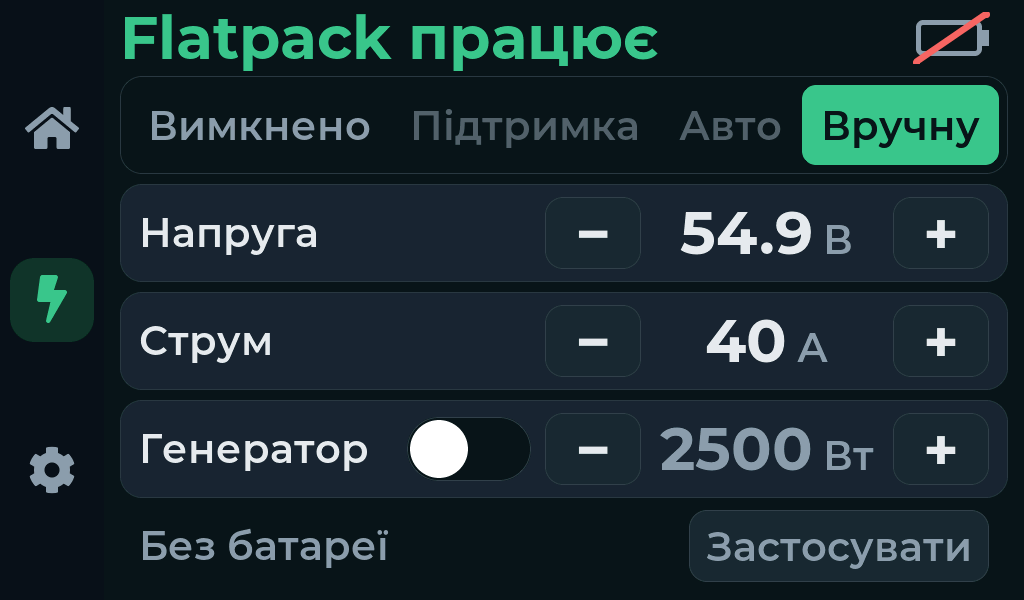 Flatpack працює
Вимкнено Підтримка Авто Вручну
Напруга − 54.9 В +
Струм − 40 А +
Генератор − 2500 Вт +
Без батареї Застосувати